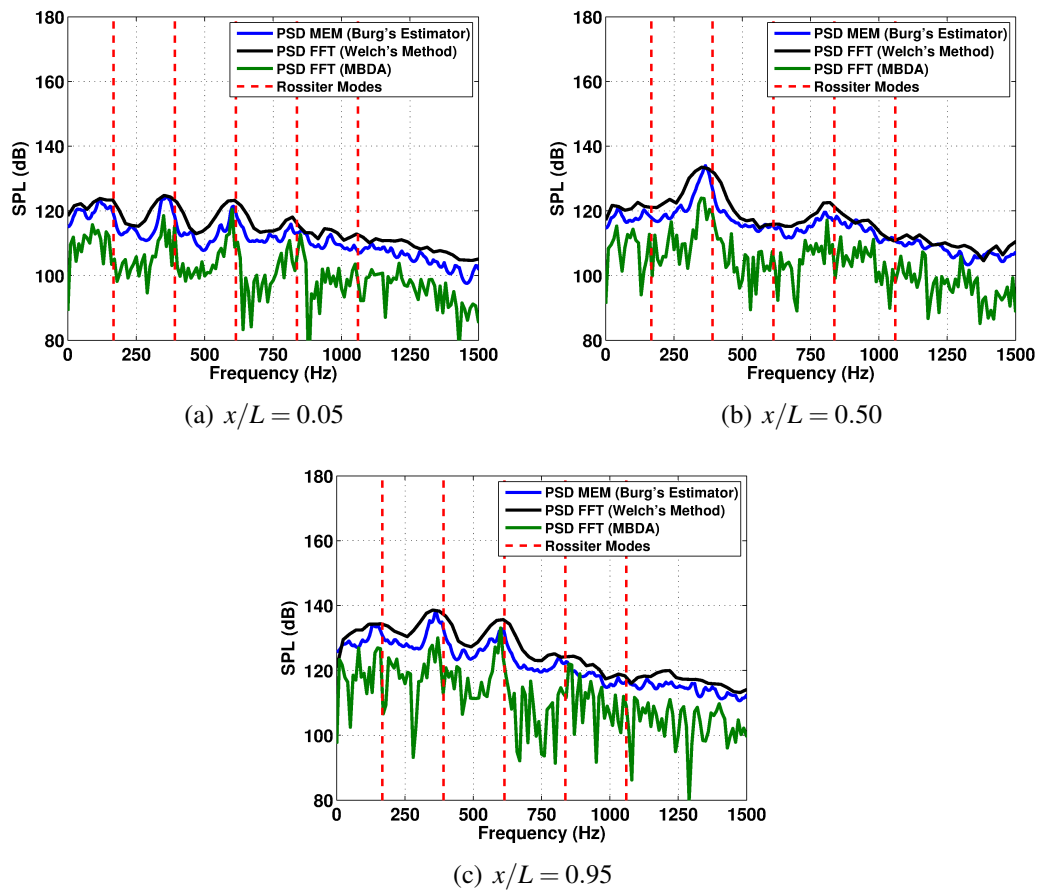 180
160
140
120
100
80
SPL (dB)
PSD MEM (Burg's Estimator)
PSD FFT (Welch's Method)
PSD FFT (MBDA)
Rossiter Modes
0 250 500 750 1000 1250 1500
Frequency (Hz)
(a) x/L = 0.05
180
160
140
120
100
80
SPL (dB)
PSD MEM (Burg's Estimator)
PSD FFT (Welch's Method)
PSD FFT (MBDA)
Rossiter Modes
0 250 500 750 1000 1250 1500
Frequency (Hz)
(b) x/L = 0.50
180
160
140
120
100
80
SPL (dB)
PSD MEM (Burg's Estimator)
PSD FFT (Welch's Method)
PSD FFT (MBDA)
Rossiter Modes
0 250 500 750 1000 1250 1500
Frequency (Hz)
(c) x/L = 0.95